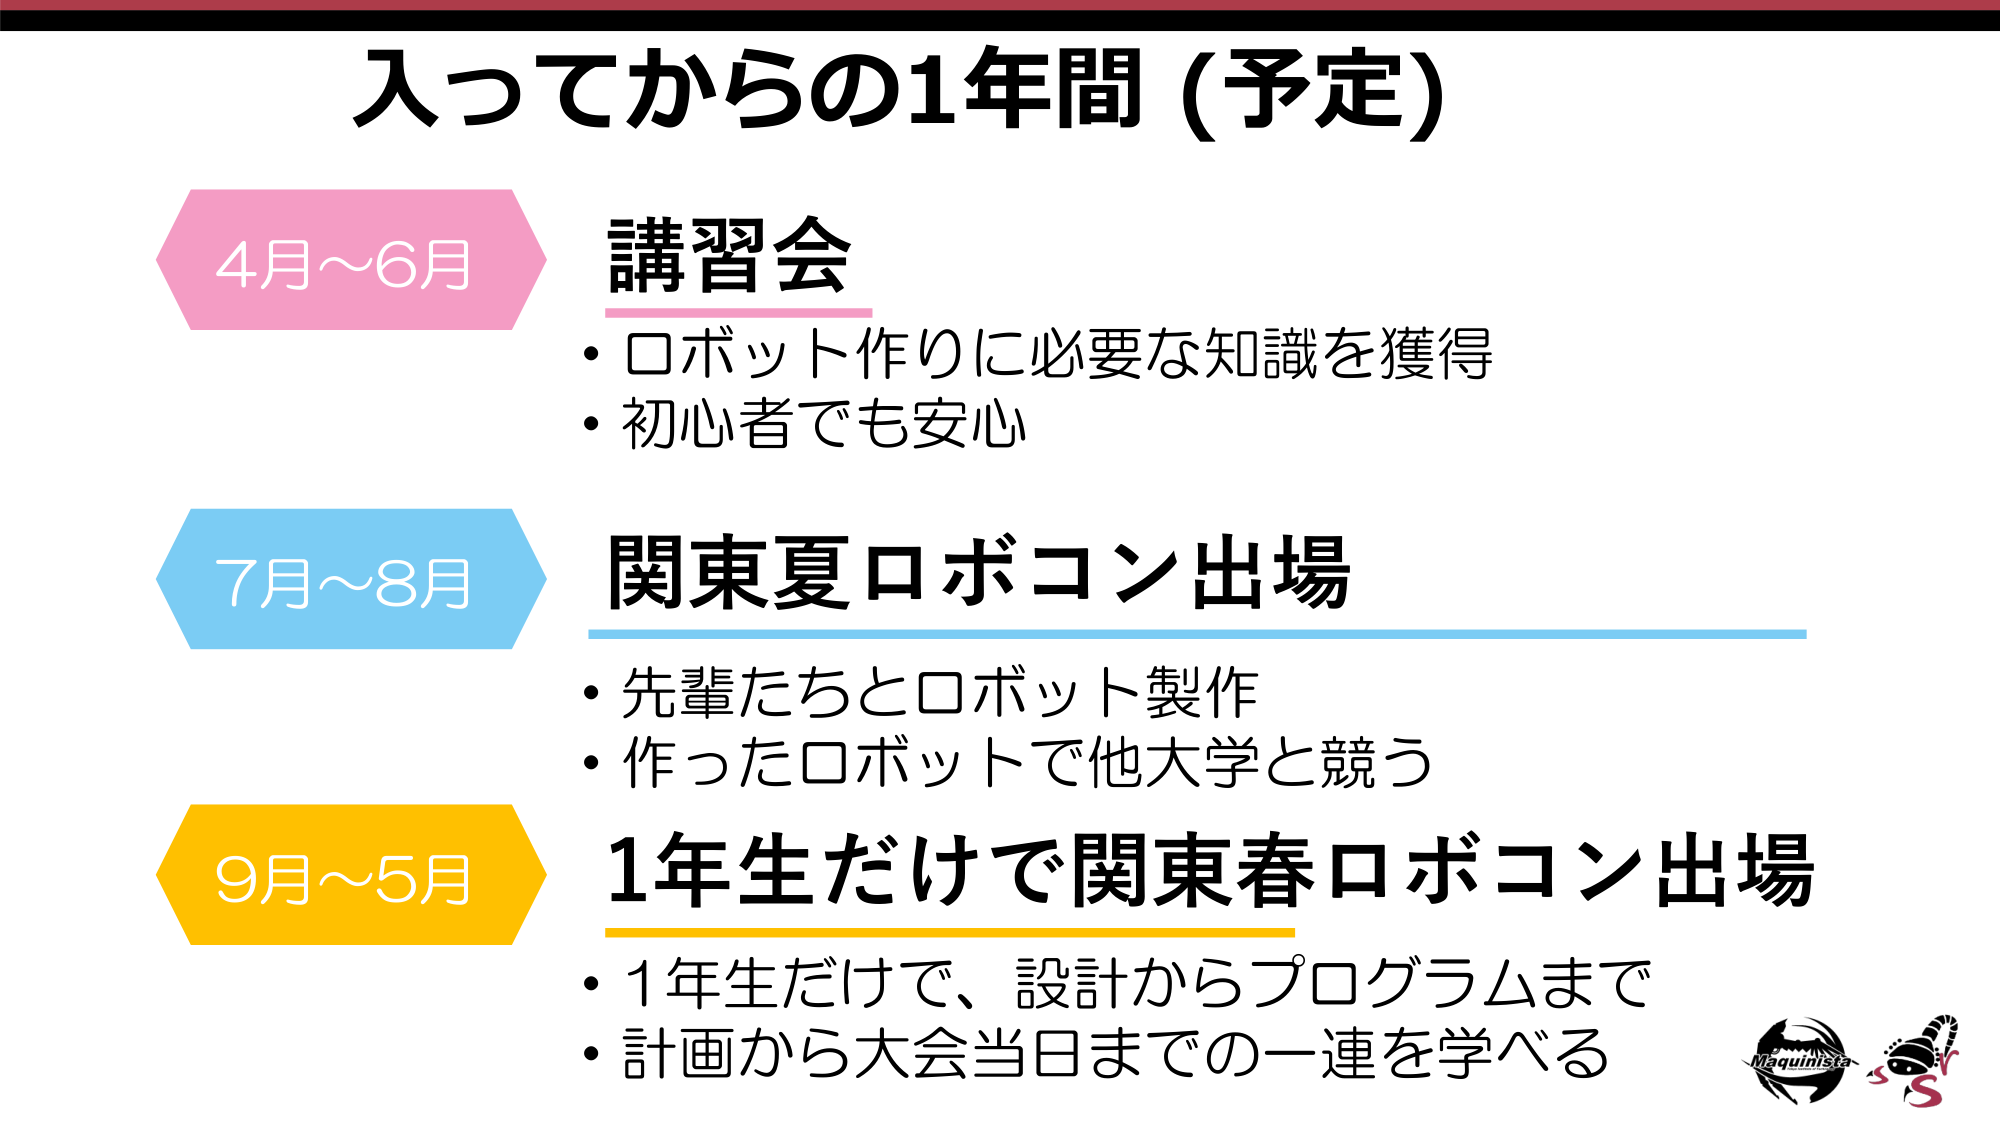 入ってからの1年間 (予定)
4月～6月
講習会
• ロボット作りに必要な知識を獲得
• 初心者でも安心
7月～8月
関東夏ロボコン出場
• 先輩たちとロボット製作
• 作ったロボットで他大学と競う
9月～5月
1年生だけで関東春ロボコン出場
• 1年生だけで、設計からプログラムまで
• 計画から大会当日までの一連を学べる
Maquinista
s S r